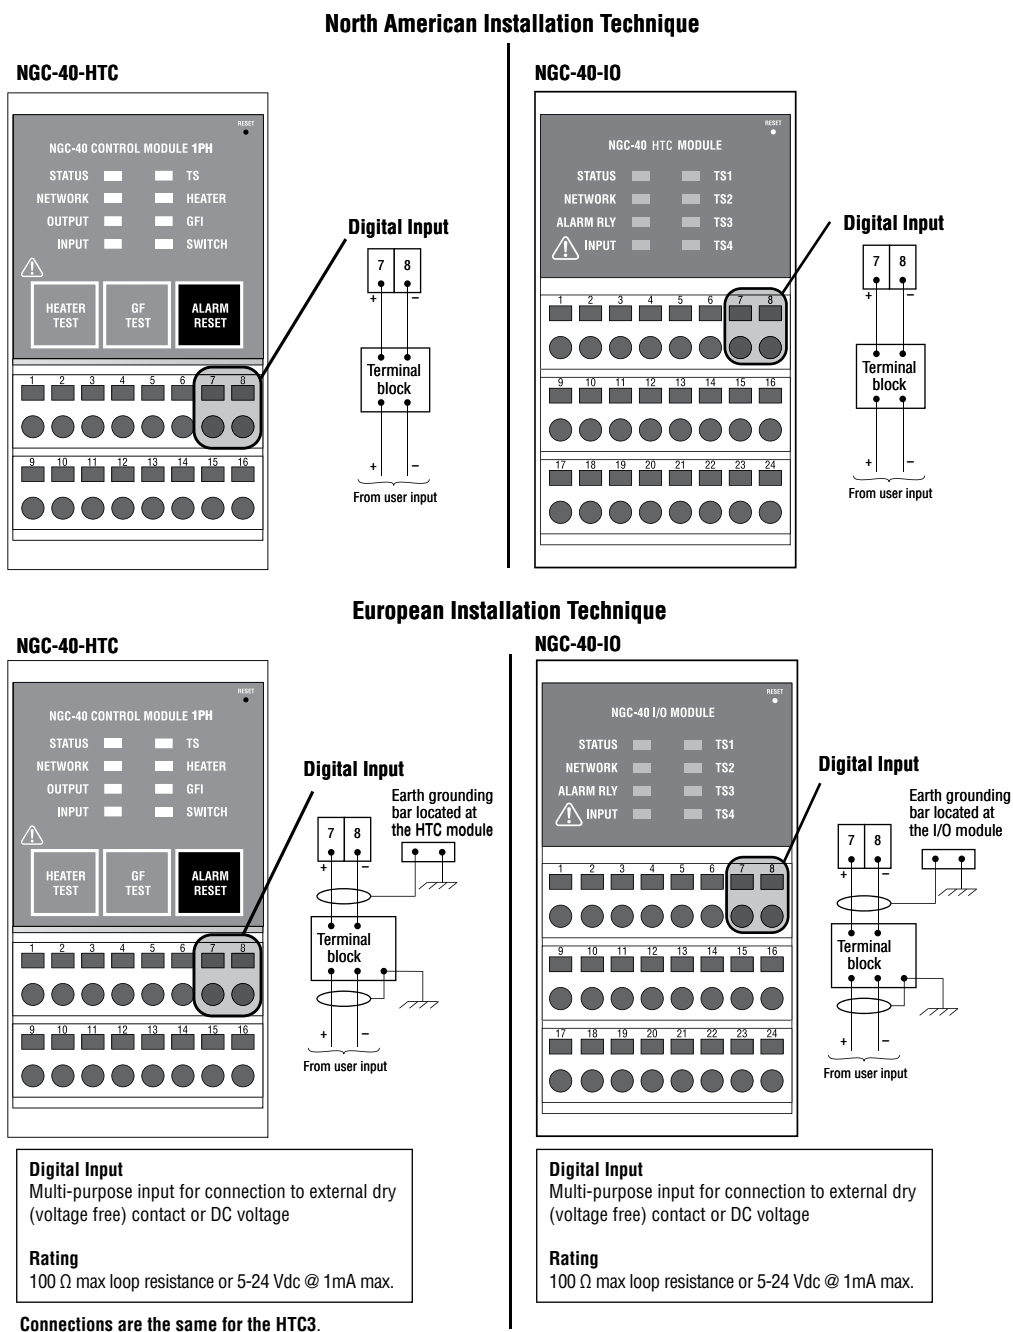 North American Installation Technique
NGC-40-HTC
RESET
NGC-40 CONTROL MODULE 1PH
STATUS TS
NETWORK HEATER
OUTPUT GFI
INPUT SWITCH
HEATER TEST
GF TEST
ALARM RESET
1 2 3 4 5 6 7 8
9 10 11 12 13 14 15 16
Digital Input
7 8
+ −
Terminal
block
+ −
From user input
NGC-40-IO
RESET
NGC-40 HTC MODULE
STATUS TS1
NETWORK TS2
ALARM RLY TS3
INPUT TS4
1 2 3 4 5 6 7 8
9 10 11 12 13 14 15 16
17 18 19 20 21 22 23 24
Digital Input
7 8
+ −
Terminal
block
+ −
From user input
European Installation Technique
NGC-40-HTC
RESET
NGC-40 CONTROL MODULE 1PH
STATUS TS
NETWORK HEATER
OUTPUT GFI
INPUT SWITCH
HEATER TEST
GF TEST
ALARM RESET
1 2 3 4 5 6 7 8
9 10 11 12 13 14 15 16
Digital Input
Earth grounding
bar located at
the HTC module
7 8
+ −
Terminal
block
+ −
From user input
NGC-40-IO
RESET
NGC-40 I/O MODULE
STATUS TS1
NETWORK TS2
ALARM RLY TS3
INPUT TS4
1 2 3 4 5 6 7 8
9 10 11 12 13 14 15 16
17 18 19 20 21 22 23 24
Digital Input
Earth grounding
bar located at
the I/O module
7 8
+ −
Terminal
block
+ −
From user input
Digital Input
Multi-purpose input for connection to external dry
(voltage free) contact or DC voltage
Rating
100 Ω max loop resistance or 5-24 Vdc @ 1mA max.
Digital Input
Multi-purpose input for connection to external dry
(voltage free) contact or DC voltage
Rating
100 Ω max loop resistance or 5-24 Vdc @ 1mA max.
Connections are the same for the HTC3.